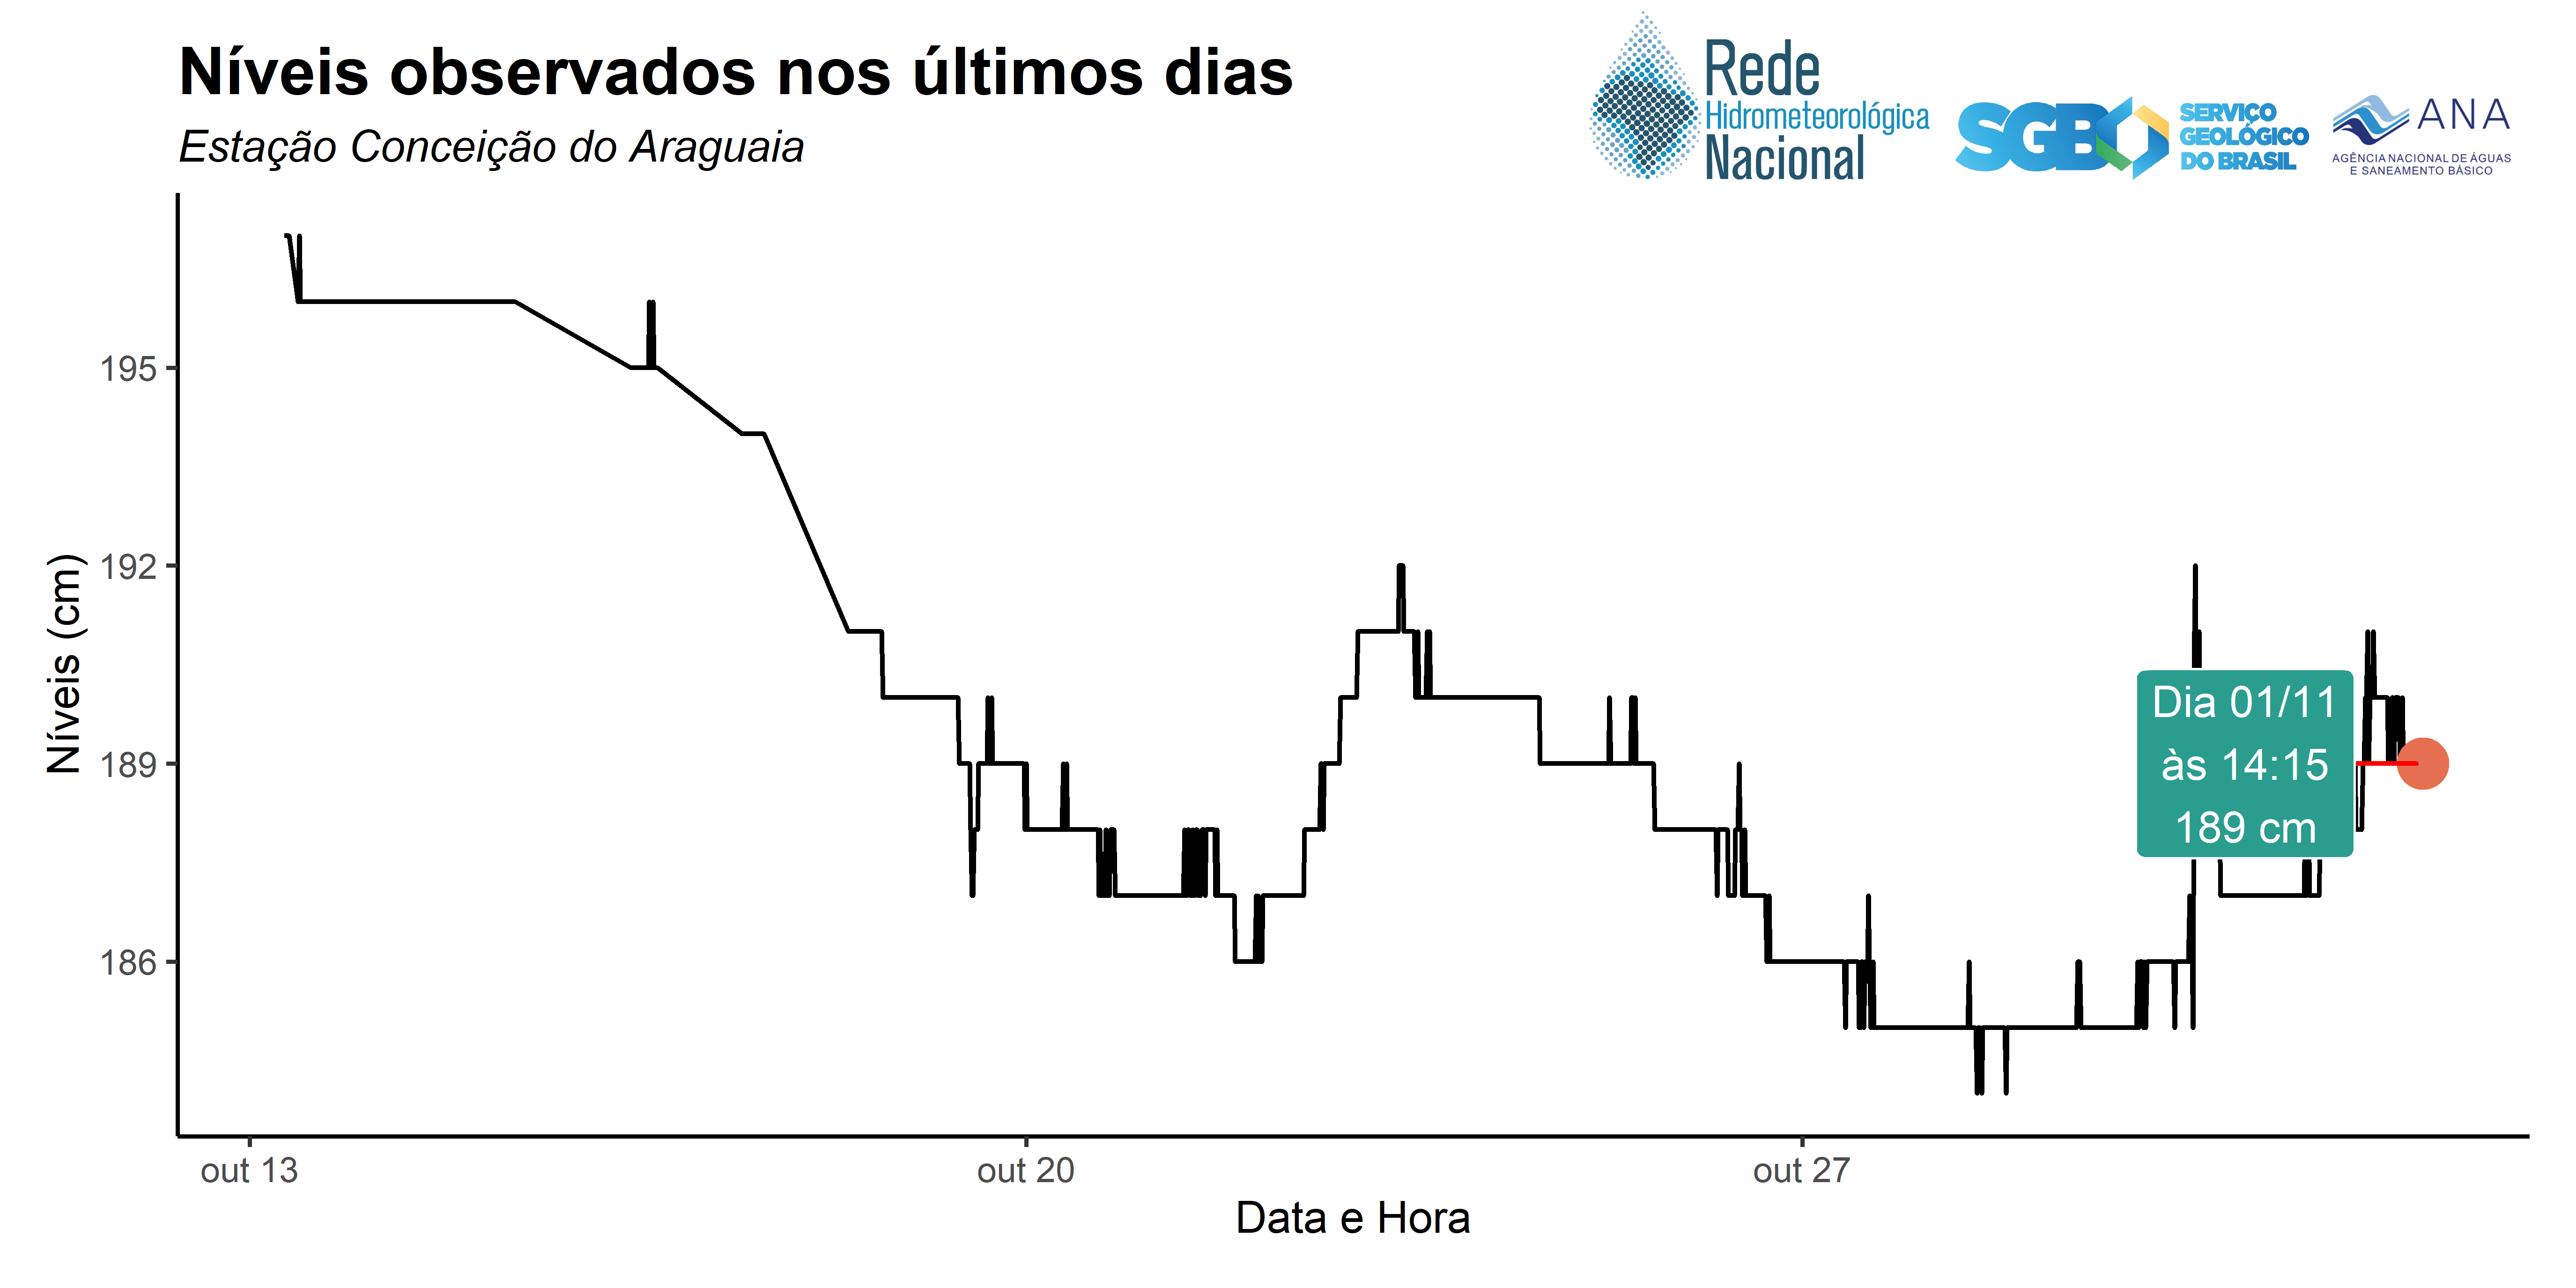 Níveis observados nos últimos dias
Estação Conceição do Araguaia
Rede
Hidrometeorológica
Nacional
SGB
SERVIÇO
GEOLÓGICO
DO BRASIL
ANA
AGÊNCIA NACIONAL DE ÁGUAS
E SANEAMENTO BÁSICO
Níveis (cm)
195
192
189
186
Dia 01/11
às 14:15
189 cm
out 13
out 20
out 27
Data e Hora